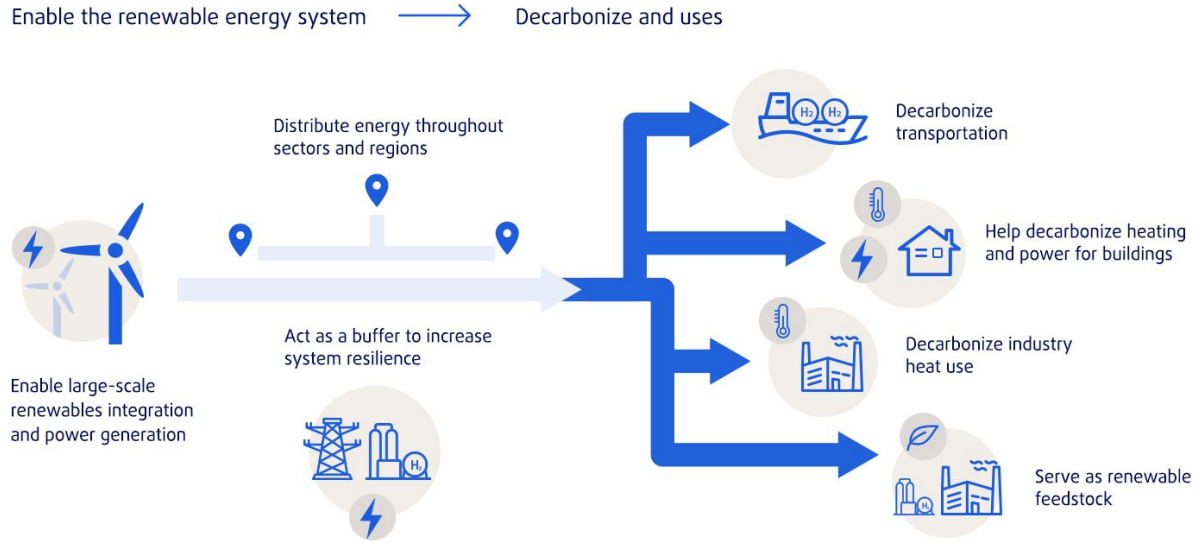 Enable the renewable energy system
Decarbonize and uses
Distribute energy throughout
sectors and regions
Enable large-scale
renewables integration
and power generation
Act as a buffer to increase
system resilience
H₂
H₂ H₂
Decarbonize
transportation
Help decarbonize heating
and power for buildings
Decarbonize industry
heat use
H₂
Serve as renewable
feedstock